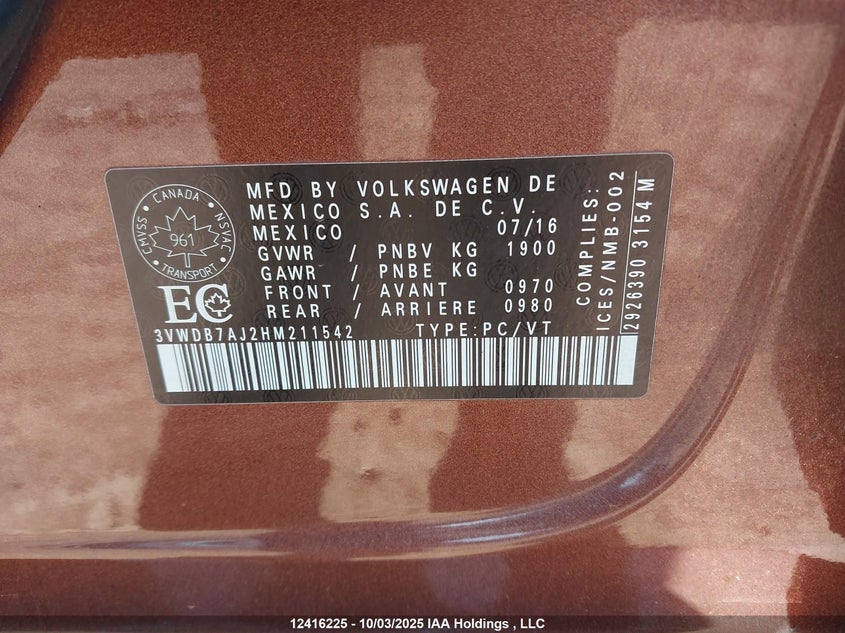 CANADA
CMVSS
NSVAC
961
TRANSPORT
EC
MFD BY VOLKSWAGEN DE
MEXICO S.A. DE C.V.
MEXICO 07/16
GVWR / PNBV KG 1900
GAWR / PNBE KG
FRONT / AVANT 0970
REAR / ARRIERE 0980
3VWDB7AJ2HM211542 TYPE:PC/VT
COMPLIES:
ICES/NMB-002
2926390 3154 M
12416225 - 10/03/2025 IAA Holdings , LLC